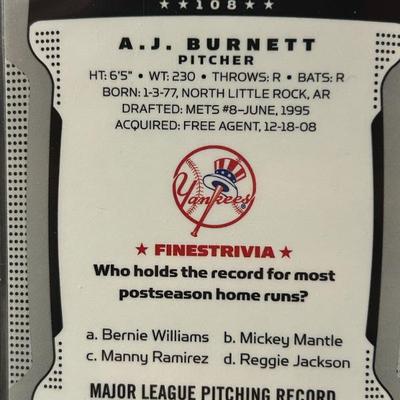 ★ ★ 108 ★ ★
A.J. BURNETT
PITCHER
HT: 6'5" • WT: 230 • THROWS: R • BATS: R
BORN: 1-3-77, NORTH LITTLE ROCK, AR
DRAFTED: METS #8–JUNE, 1995
ACQUIRED: FREE AGENT, 12-18-08
Yankees
★ FINESTRIVIA ★
Who holds the record for most
postseason home runs?
a. Bernie Williams b. Mickey Mantle
c. Manny Ramirez d. Reggie Jackson
MAJOR LEAGUE PITCHING RECORD